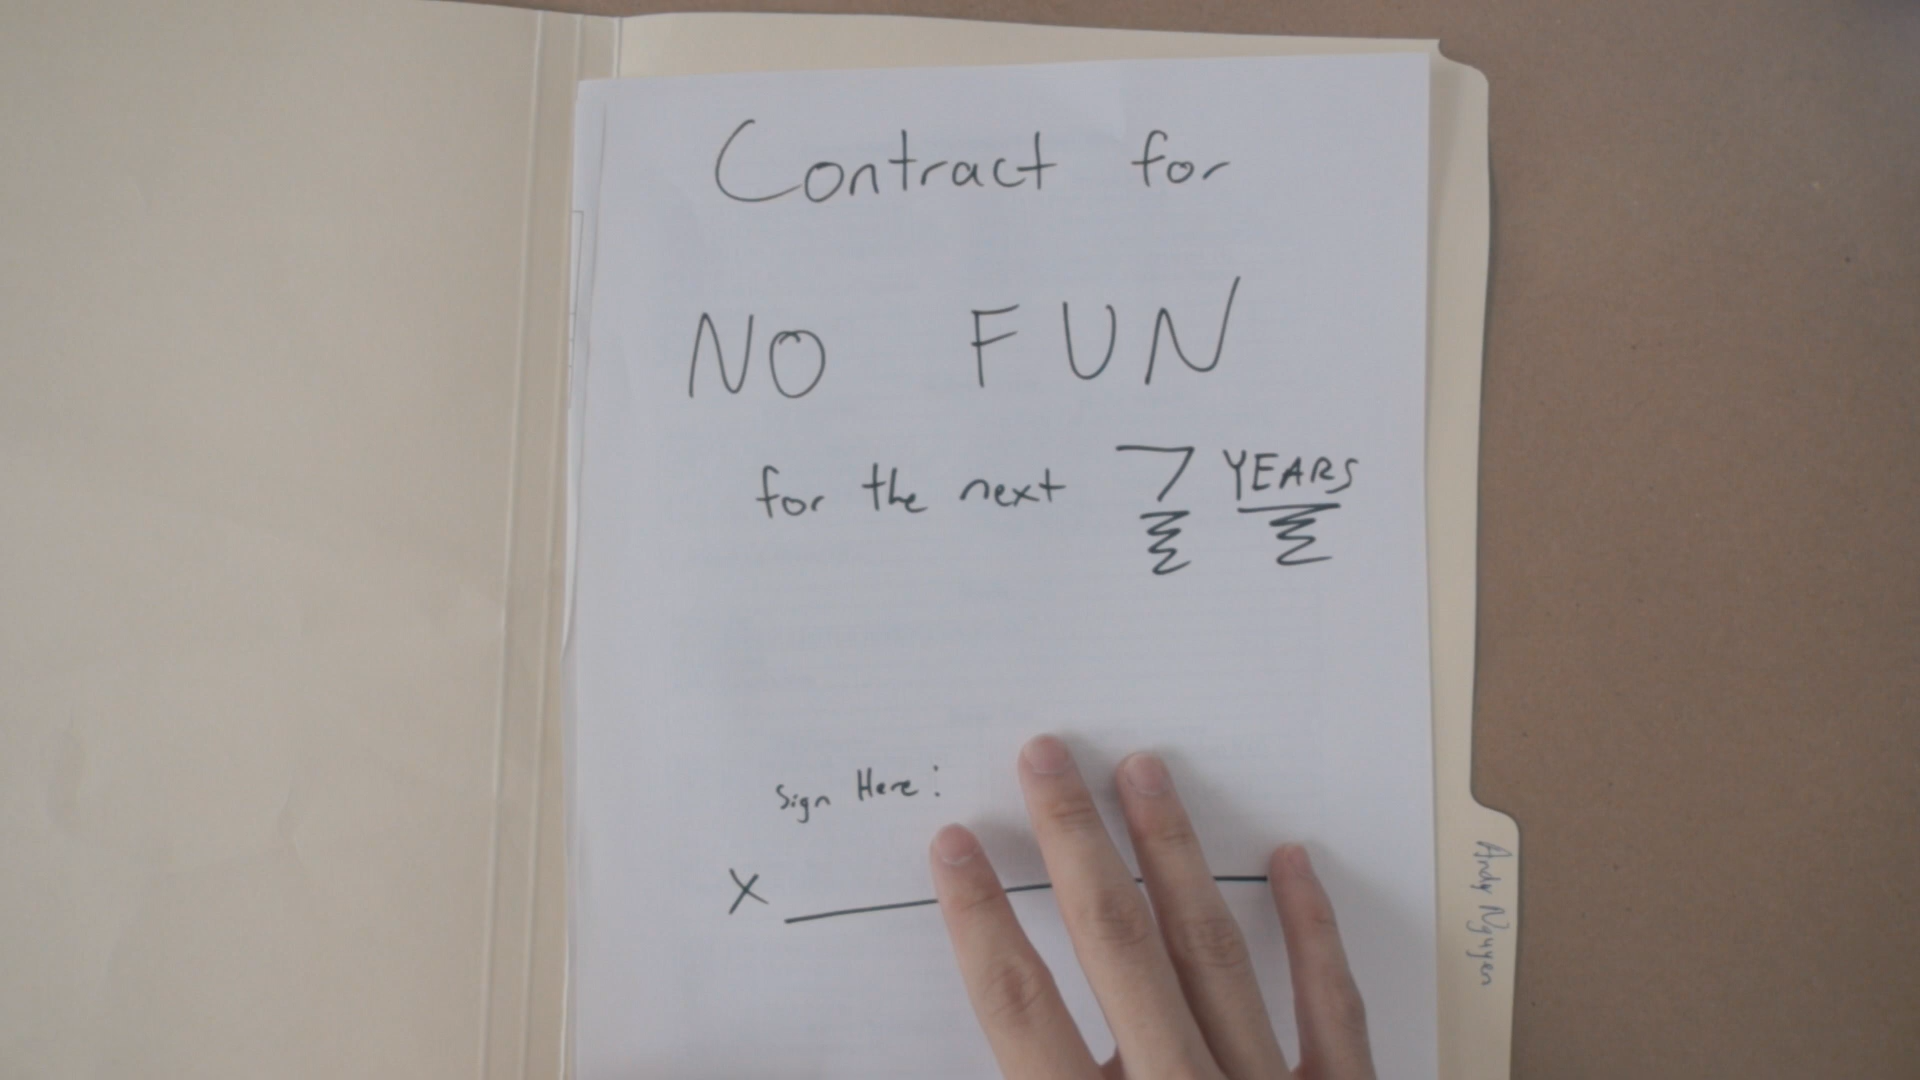 Contract for
NO FUN
for the next 7 YEARS
Sign Here:
X
Andy Nguyen